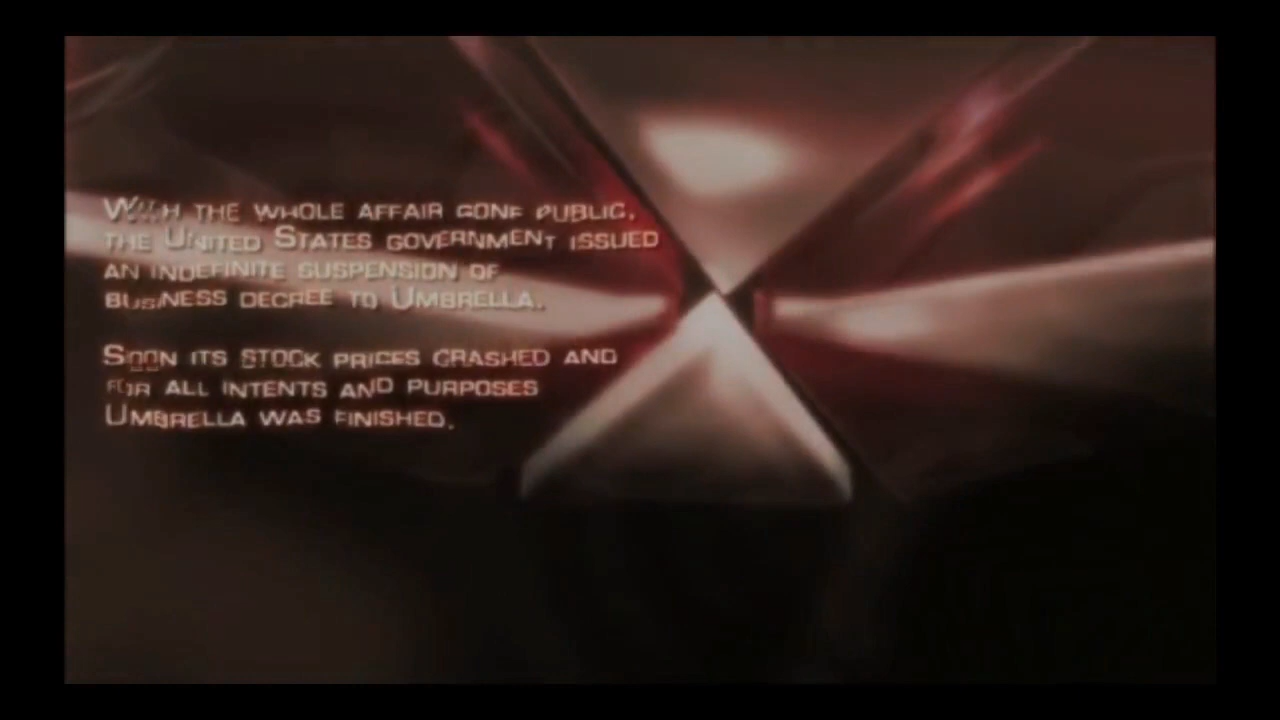 With the whole affair gone public,
the United States government issued
an indefinite suspension of
business decree to Umbrella.
Soon its stock prices crashed and
for all intents and purposes
Umbrella was finished.